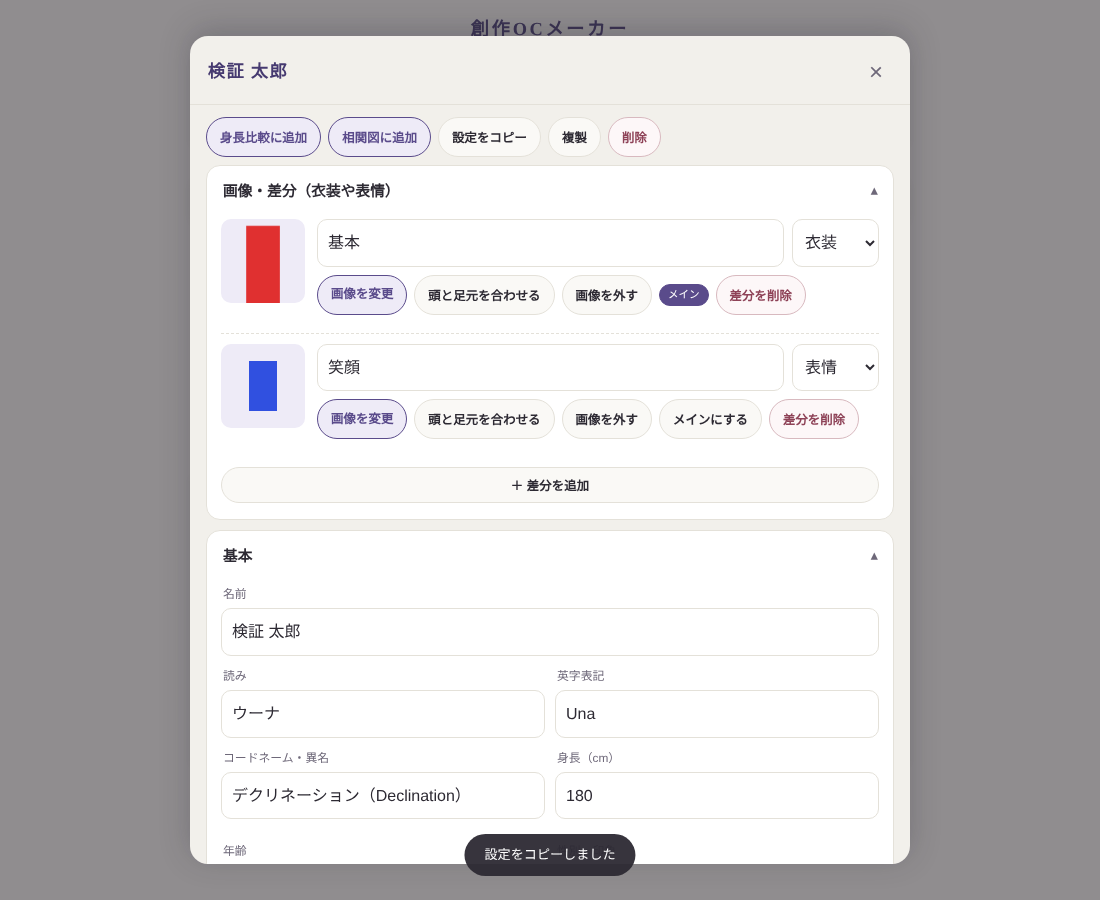 創作OCメーカー
検証 太郎
×
身長比較に追加 相関図に追加 設定をコピー 複製 削除
画像・差分（衣装や表情） ▲
基本 衣装
画像を変更 頭と足元を合わせる 画像を外す メイン 差分を削除
笑顔 表情
画像を変更 頭と足元を合わせる 画像を外す メインにする 差分を削除
＋ 差分を追加
基本 ▲
名前
検証 太郎
読み 英字表記
ウーナ Una
コードネーム・異名 身長（cm）
デクリネーション（Declination） 180
年齢
設定をコピーしました